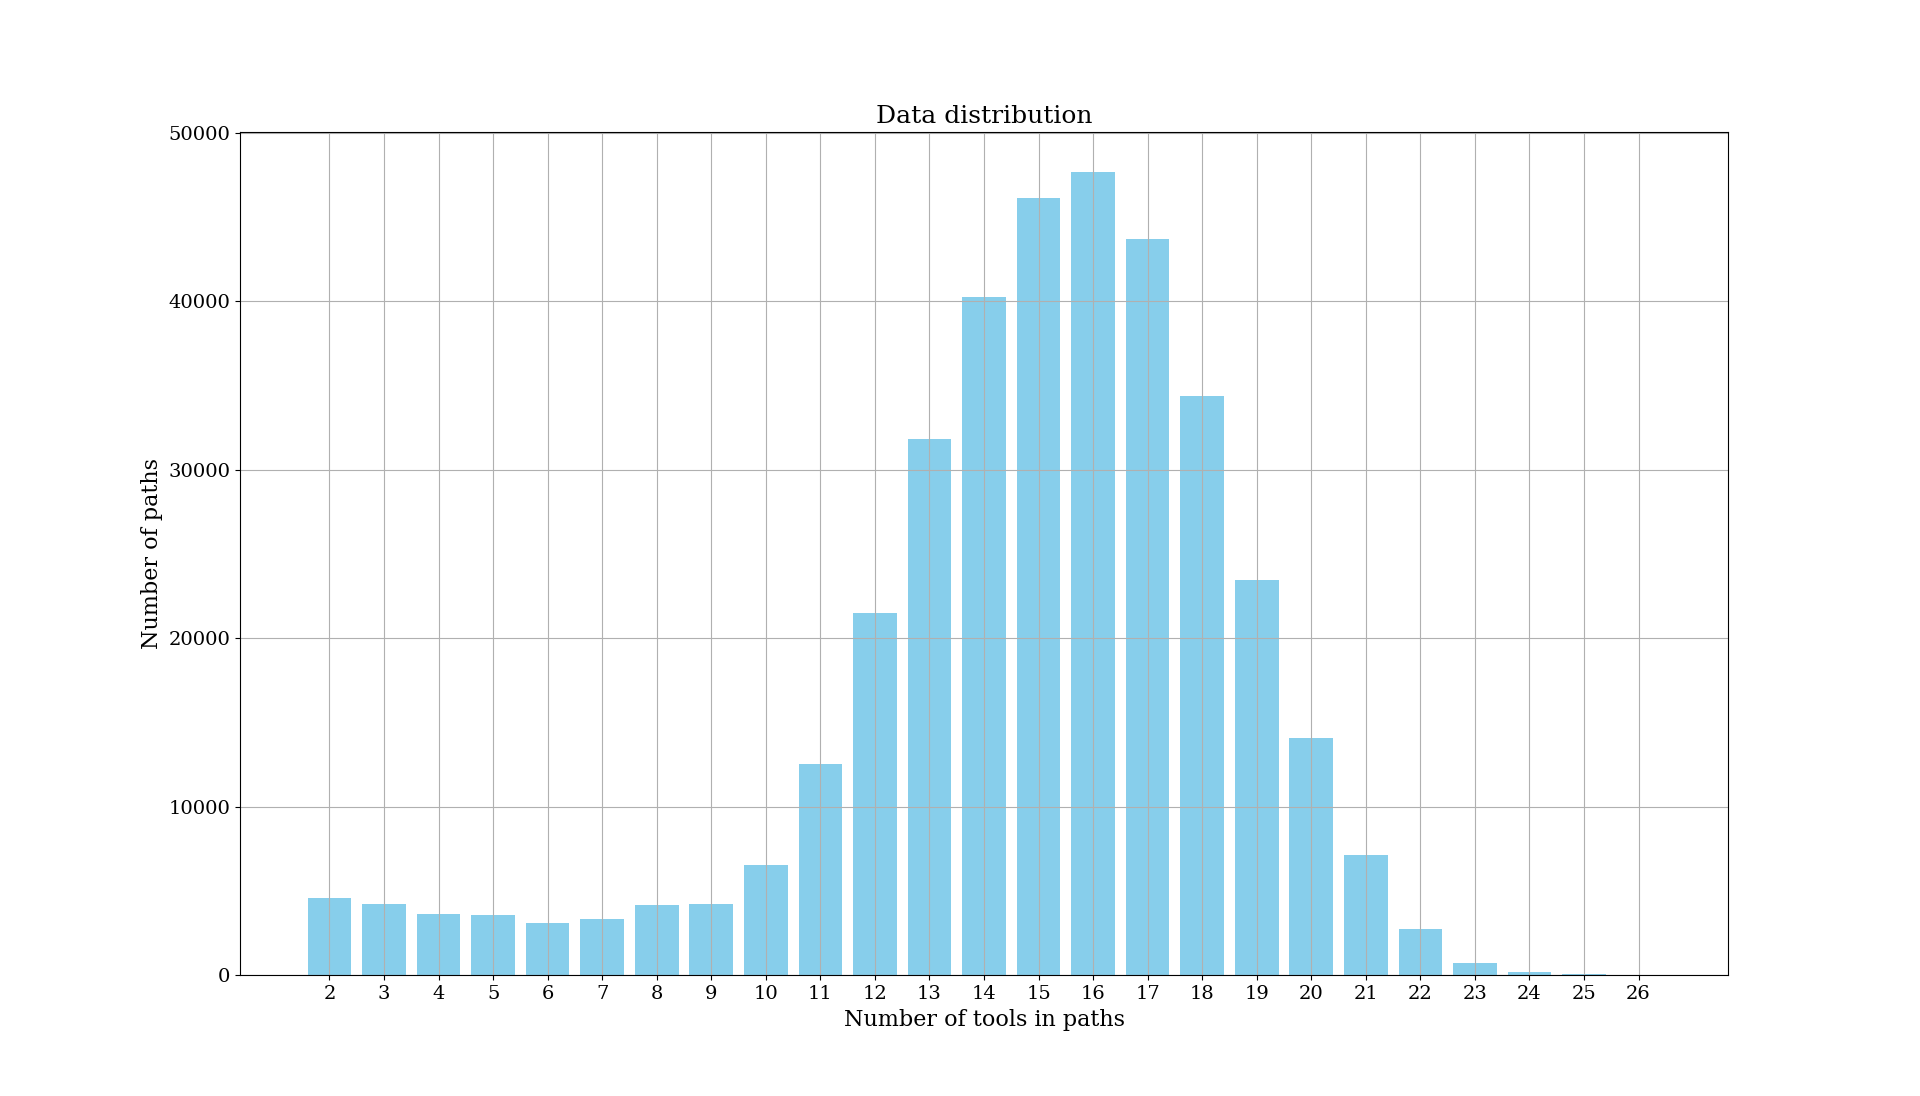 Data distribution
Number of paths
50000
40000
30000
20000
10000
0
2 3 4 5 6 7 8 9 10 11 12 13 14 15 16 17 18 19 20 21 22 23 24 25 26
Number of tools in paths